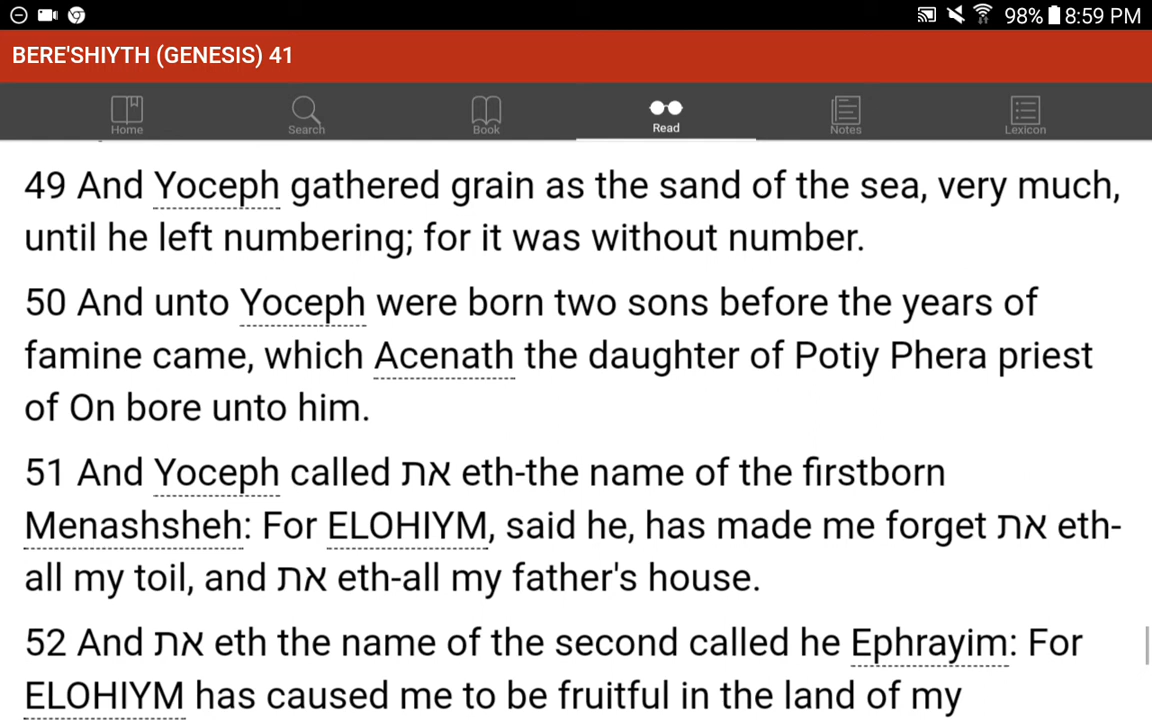 98% 8:59 PM
BERE'SHIYTH (GENESIS) 41
Home Search Book Read Notes Lexicon
49 And Yoceph gathered grain as the sand of the sea, very much,
until he left numbering; for it was without number.
50 And unto Yoceph were born two sons before the years of
famine came, which Acenath the daughter of Potiy Phera priest
of On bore unto him.
51 And Yoceph called את eth-the name of the firstborn
Menashsheh: For ELOHIYM, said he, has made me forget את eth-
all my toil, and את eth-all my father's house.
52 And את eth the name of the second called he Ephrayim: For
ELOHIYM has caused me to be fruitful in the land of my